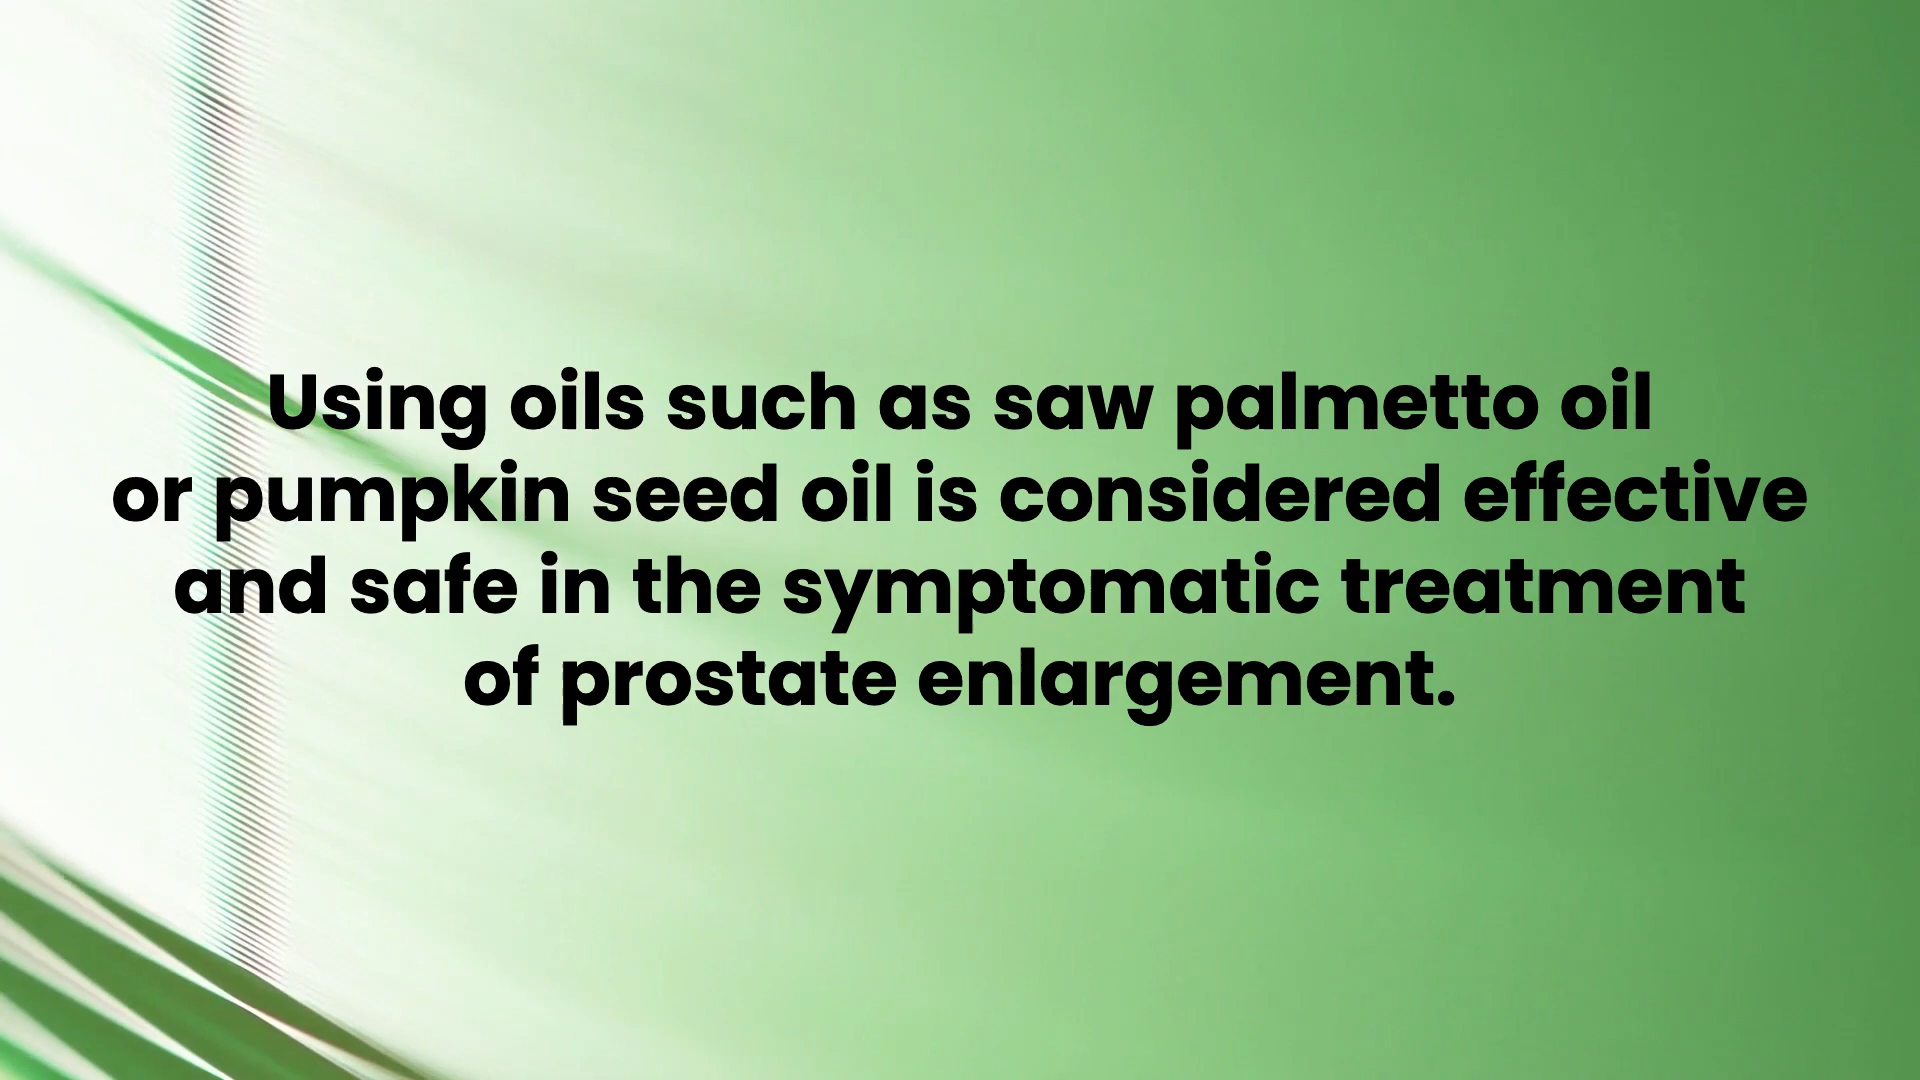 Using oils such as saw palmetto oil
or pumpkin seed oil is considered effective
and safe in the symptomatic treatment
of prostate enlargement.